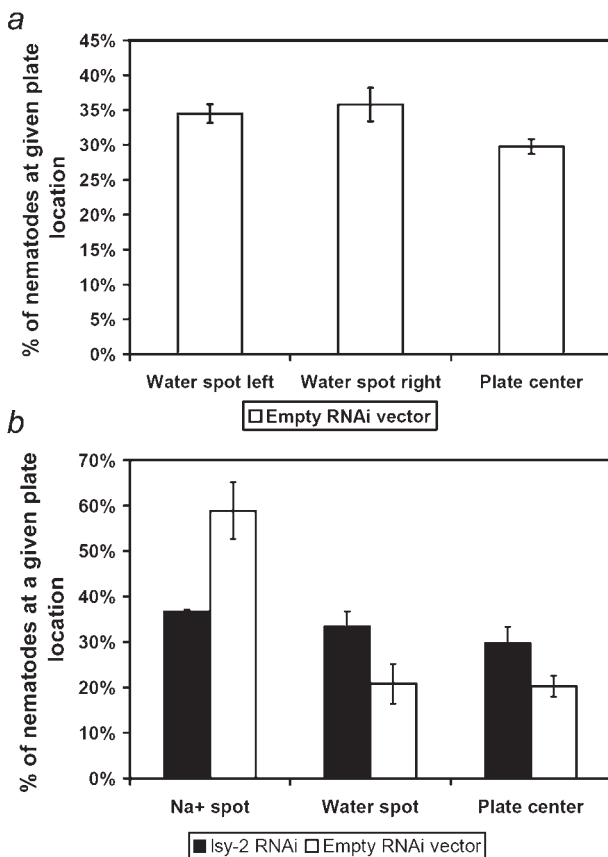 a
% of nematodes at given plate
location
45%
40%
35%
30%
25%
20%
15%
10%
5%
0%
Water spot left Water spot right Plate center
Empty RNAi vector
b
% of nematodes at a given plate
location
70%
60%
50%
40%
30%
20%
10%
0%
Na+ spot Water spot Plate center
lsy-2 RNAi Empty RNAi vector